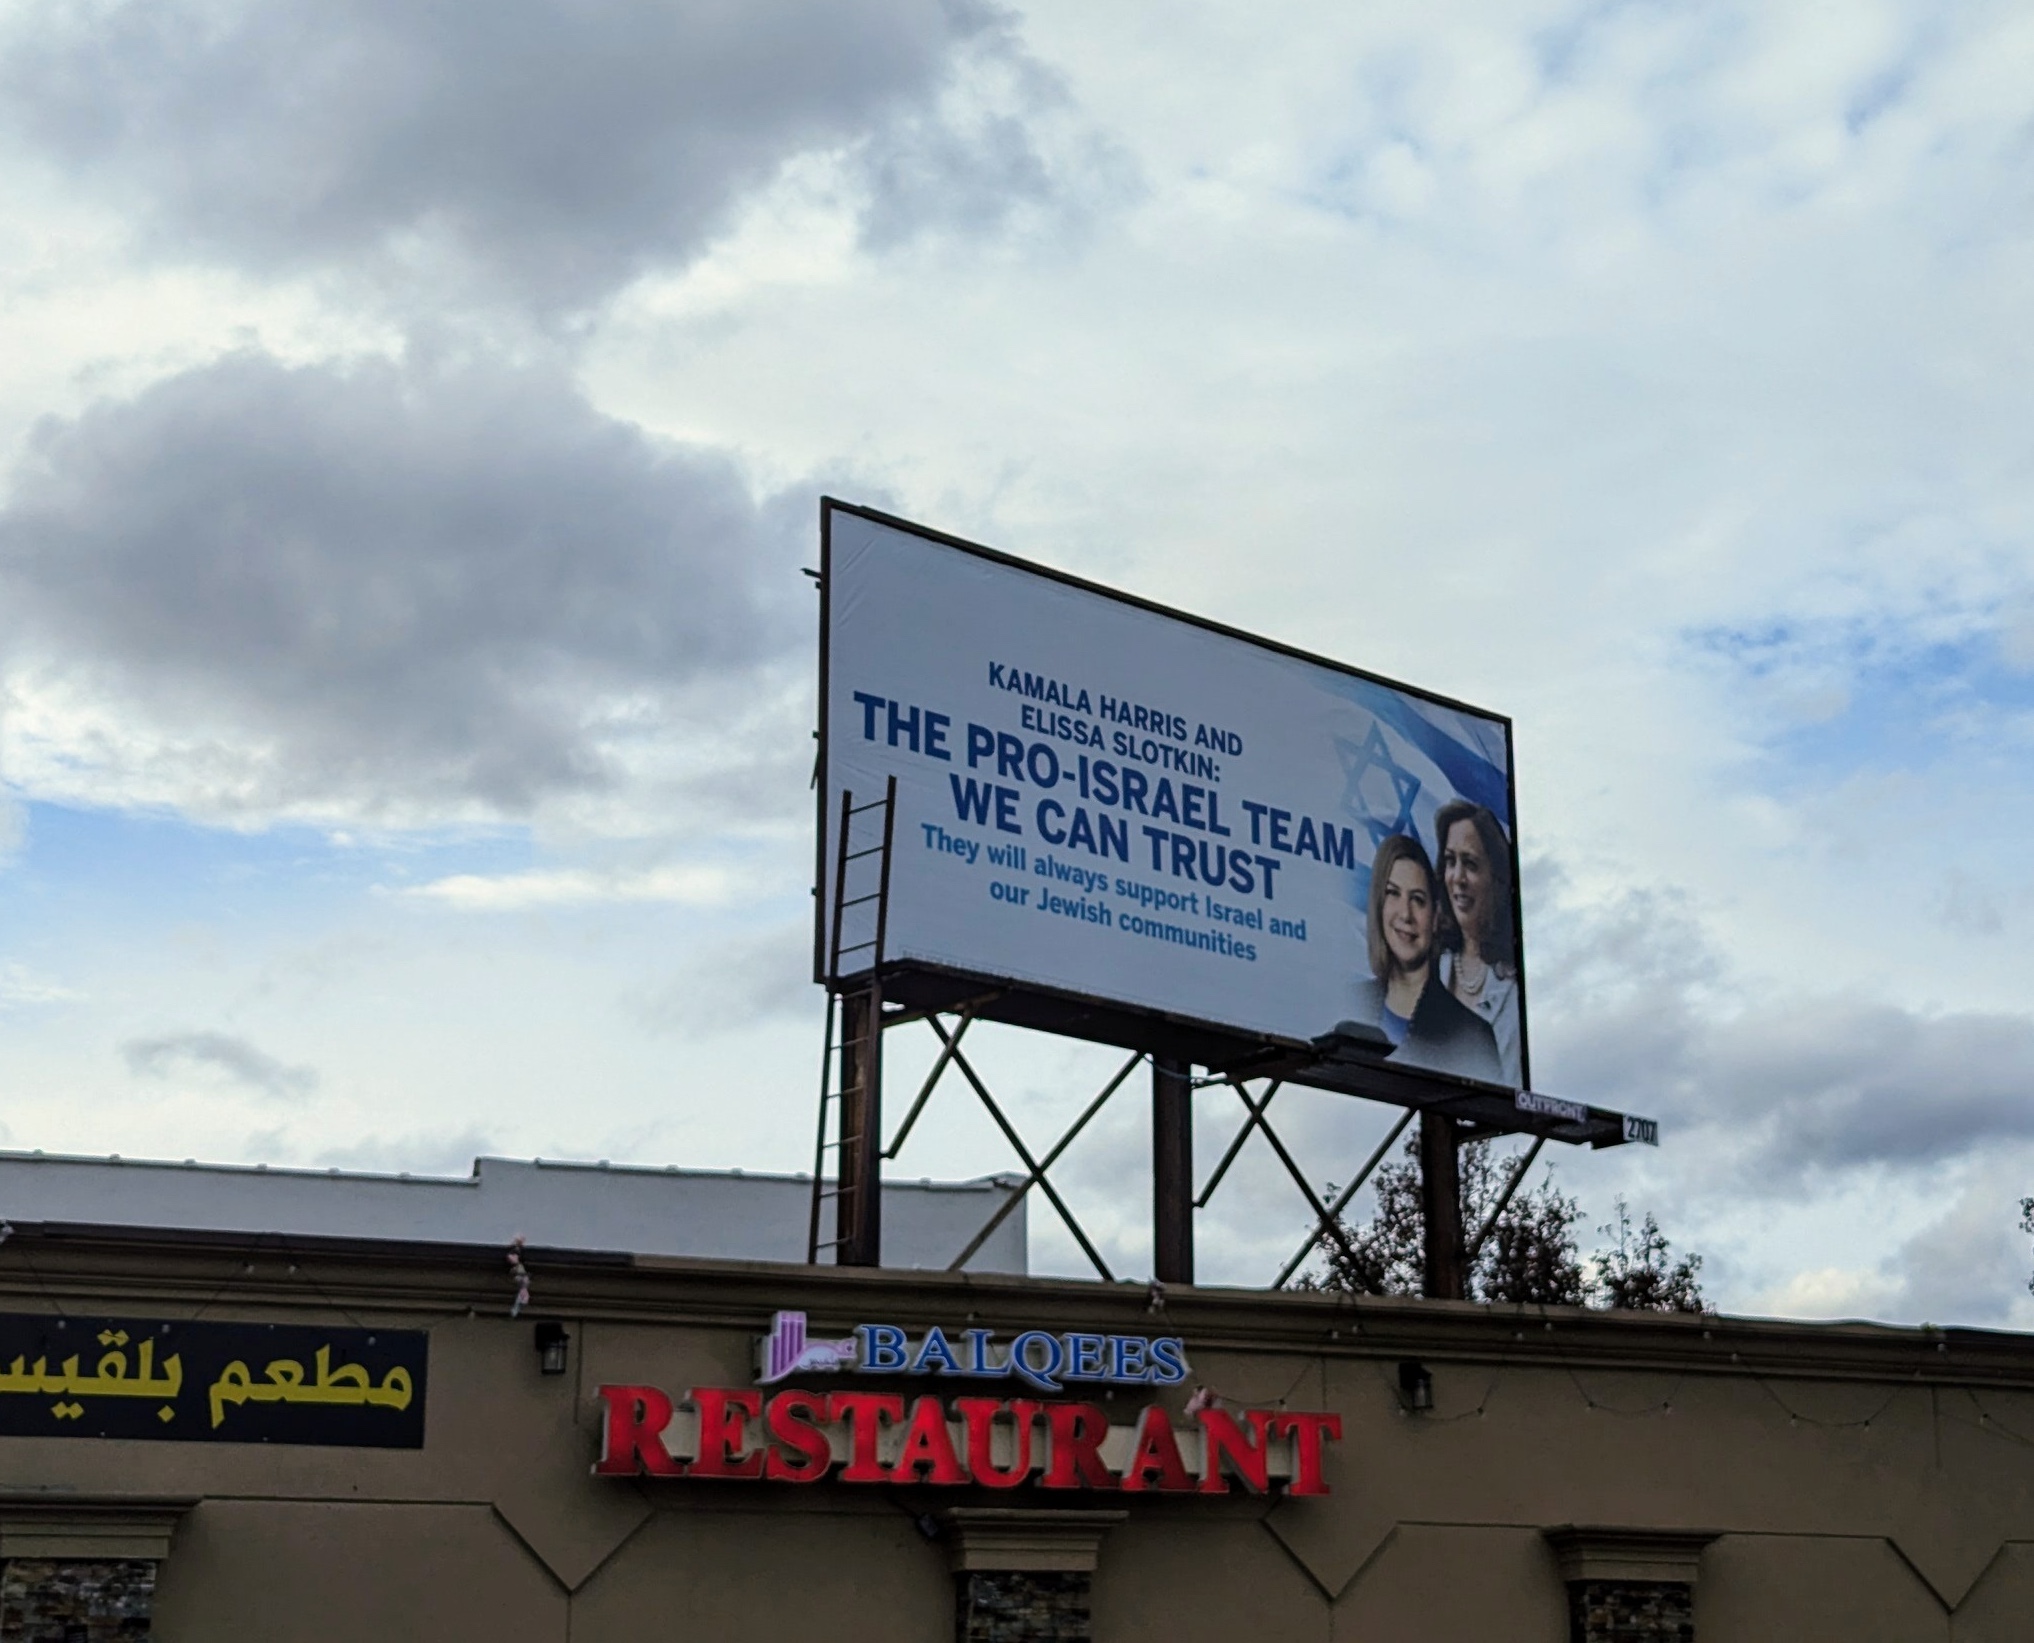 KAMALA HARRIS AND
ELISSA SLOTKIN:
THE PRO-ISRAEL TEAM
WE CAN TRUST
They will always support Israel and
our Jewish communities
OUTFRONT
2707
مطعم بلقيس
BALQEES
RESTAURANT